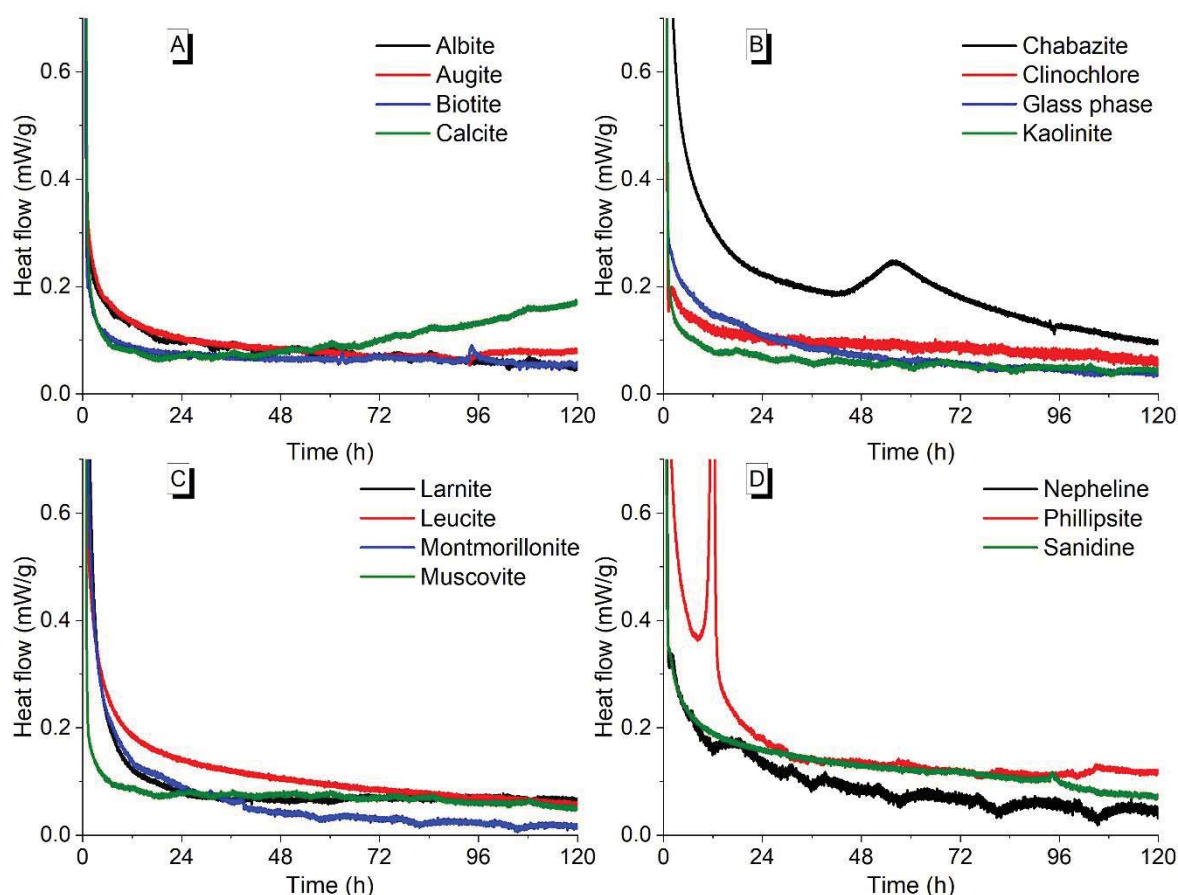 A
Albite
Augite
Biotite
Calcite
Heat flow (mW/g)
0.6
0.4
0.2
0.0
0 24 48 72 96 120
Time (h)
B
Chabazite
Clinochlore
Glass phase
Kaolinite
Heat flow (mW/g)
0.6
0.4
0.2
0.0
0 24 48 72 96 120
Time (h)
C
Larnite
Leucite
Montmorillonite
Muscovite
Heat flow (mW/g)
0.6
0.4
0.2
0.0
0 24 48 72 96 120
Time (h)
D
Nepheline
Phillipsite
Sanidine
Heat flow (mW/g)
0.6
0.4
0.2
0.0
0 24 48 72 96 120
Time (h)